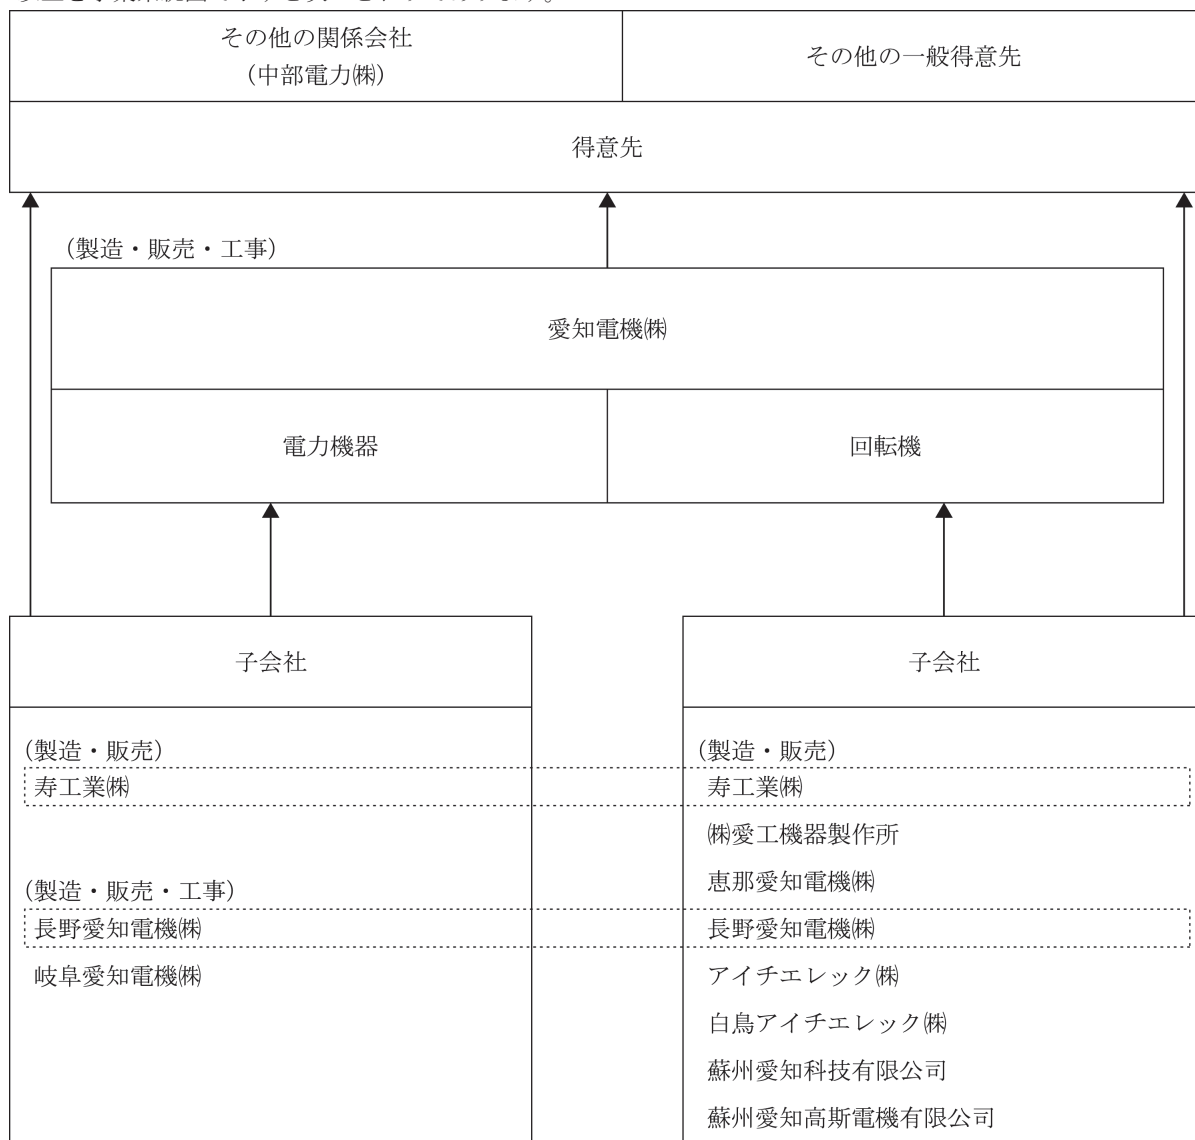 その他の関係会社
(中部電力㈱)
その他の一般得意先
得意先
(製造・販売・工事)
愛知電機㈱
電力機器
回転機
子会社
(製造・販売)
寿工業㈱
(製造・販売・工事)
長野愛知電機㈱
岐阜愛知電機㈱
子会社
(製造・販売)
寿工業㈱
㈱愛工機器製作所
恵那愛知電機㈱
長野愛知電機㈱
アイチエレック㈱
白鳥アイチエレック㈱
蘇州愛知科技有限公司
蘇州愛知高斯電機有限公司